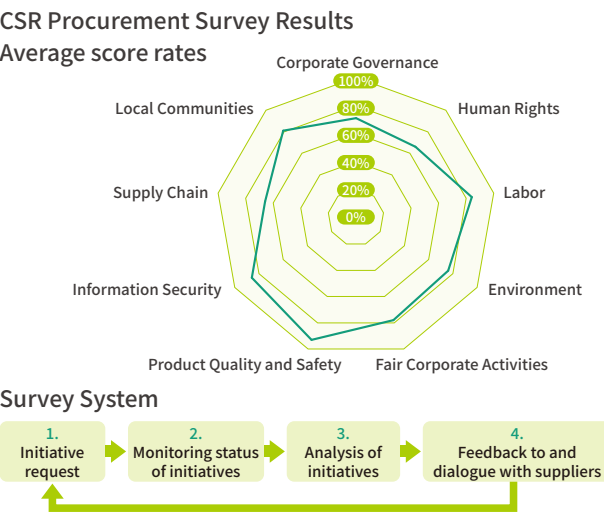 CSR Procurement Survey Results
Average score rates
Corporate Governance
100%
Local Communities
80%
Human Rights
60%
40%
Supply Chain
20%
Labor
0%
Information Security
Environment
Product Quality and Safety
Fair Corporate Activities
Survey System
1.
Initiative
request
2.
Monitoring status
of initiatives
3.
Analysis of
initiatives
4.
Feedback to and
dialogue with suppliers